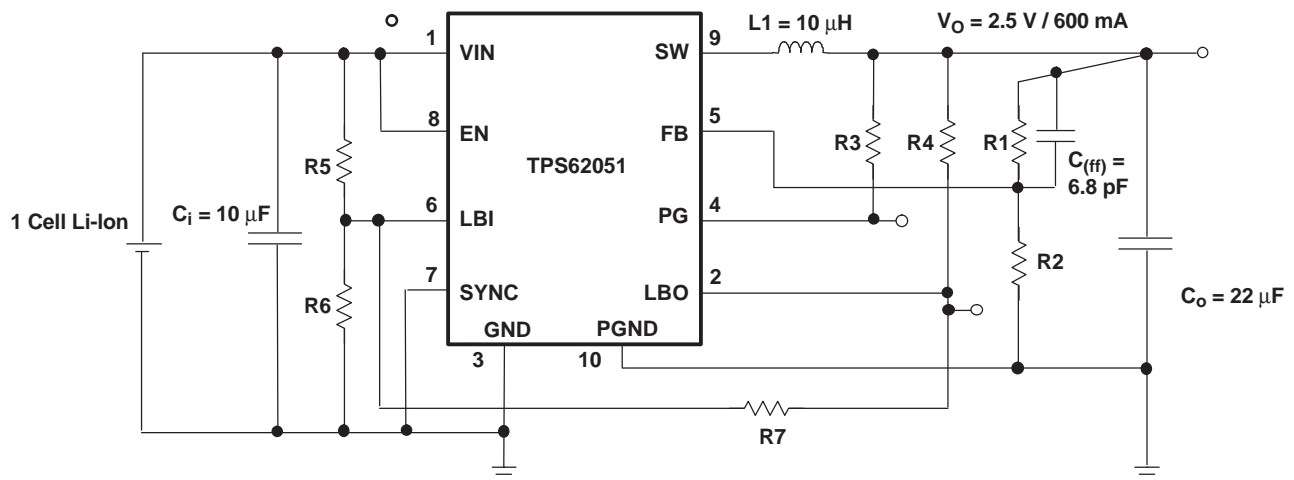 L1 = 10 μH
V_O = 2.5 V / 600 mA
1
VIN
SW
9
8
EN
FB
5
TPS62051
R5
R3
R4
R1
C_(ff) =
6.8 pF
1 Cell Li-Ion
C_i = 10 μF
6
LBI
PG
4
R6
7
SYNC
LBO
2
R2
C_o = 22 μF
GND
PGND
3
10
R7